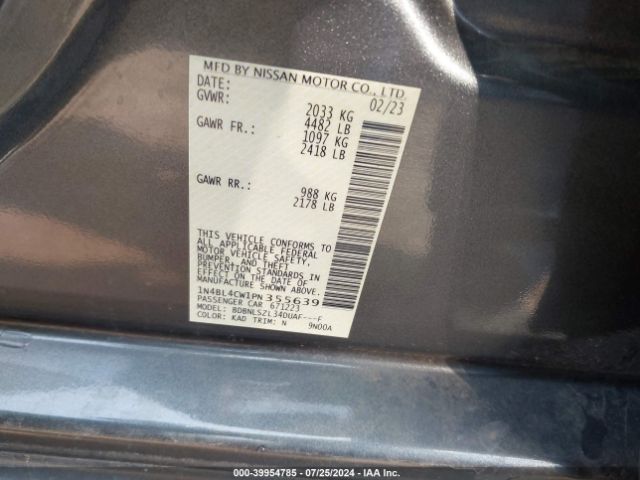 MFD BY NISSAN MOTOR CO., LTD.
DATE: 02/23
GVWR: 2033 KG
4482 LB
GAWR FR.: 1097 KG
2418 LB
GAWR RR.: 988 KG
2178 LB
THIS VEHICLE CONFORMS TO
ALL APPLICABLE FEDERAL
MOTOR VEHICLE SAFETY,
BUMPER, AND THEFT
PREVENTION STANDARDS IN
EFFECT ON THE DATE OF
MANUFACTURE SHOWN ABOVE.
1N4BL4CW1PN355639
PASSENGER CAR 671223
MODEL: BDBNLSZL34DUAF---F
COLOR: KAD TRIM: N 9N00A
000-39954785 - 07/25/2024 - IAA Inc.